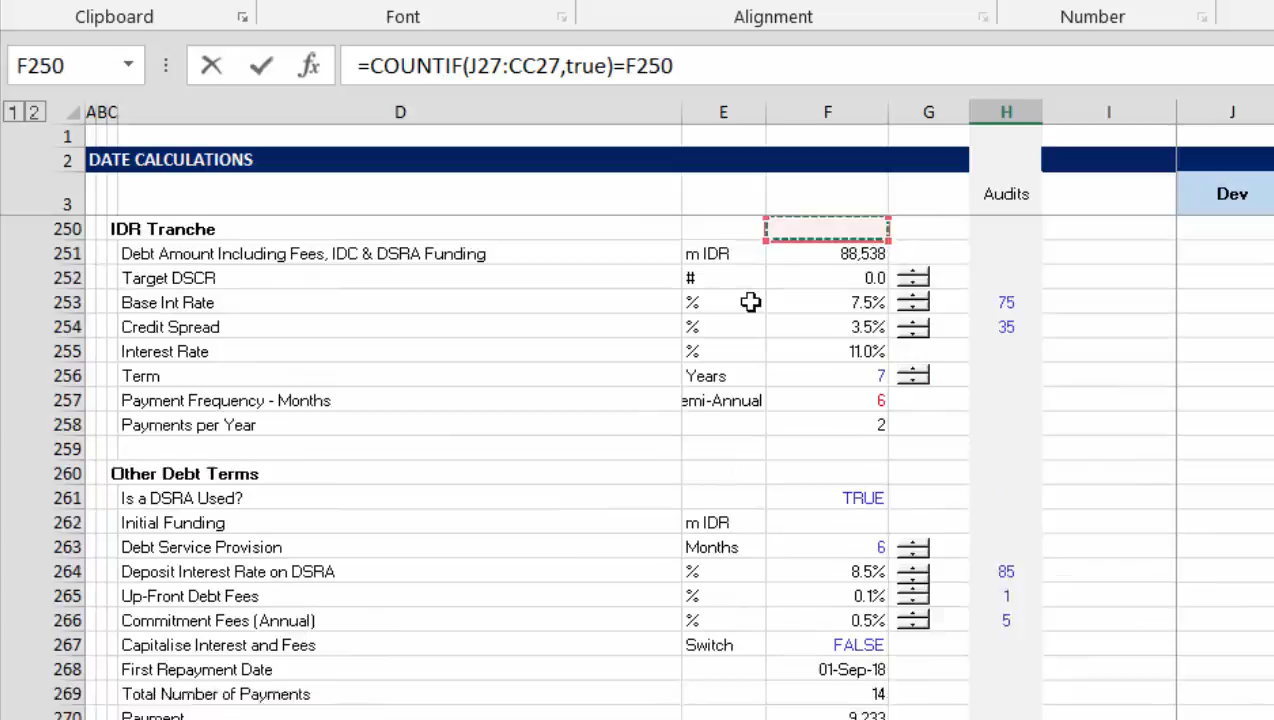 Clipboard Font Alignment Number
F250 fx =COUNTIF(J27:CC27,true)=F250
1 2 A B C D E F G H I J
1
2 DATE CALCULATIONS
3 Audits Dev
250 IDR Tranche
251 Debt Amount Including Fees, IDC & DSRA Funding m IDR 88,538
252 Target DSCR # 0.0
253 Base Int Rate % 7.5% 75
254 Credit Spread % 3.5% 35
255 Interest Rate % 11.0%
256 Term Years 7
257 Payment Frequency - Months emi-Annual 6
258 Payments per Year 2
259
260 Other Debt Terms
261 Is a DSRA Used? TRUE
262 Initial Funding m IDR
263 Debt Service Provision Months 6
264 Deposit Interest Rate on DSRA % 8.5% 85
265 Up-Front Debt Fees % 0.1% 1
266 Commitment Fees (Annual) % 0.5% 5
267 Capitalise Interest and Fees Switch FALSE
268 First Repayment Date 01-Sep-18
269 Total Number of Payments 14
270 Payment 9,233